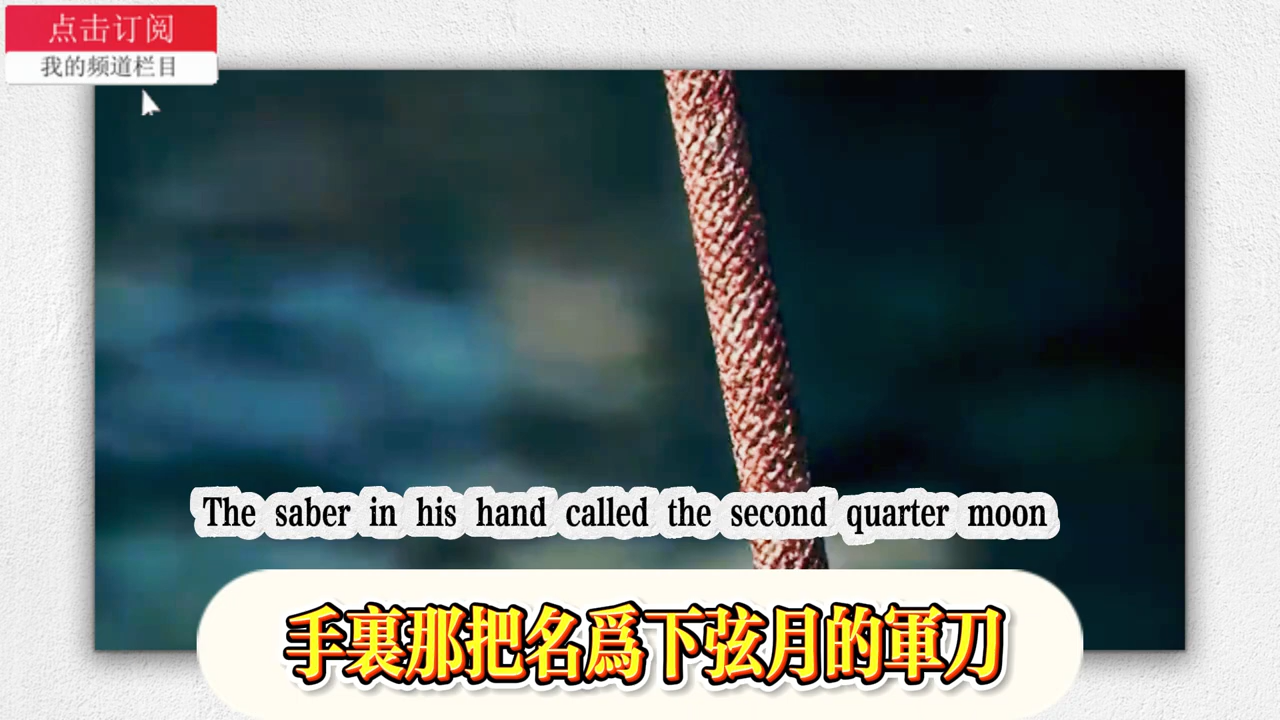 点击订阅
我的频道栏目
The saber in his hand called the second quarter moon
手裏那把名爲下弦月的軍刀